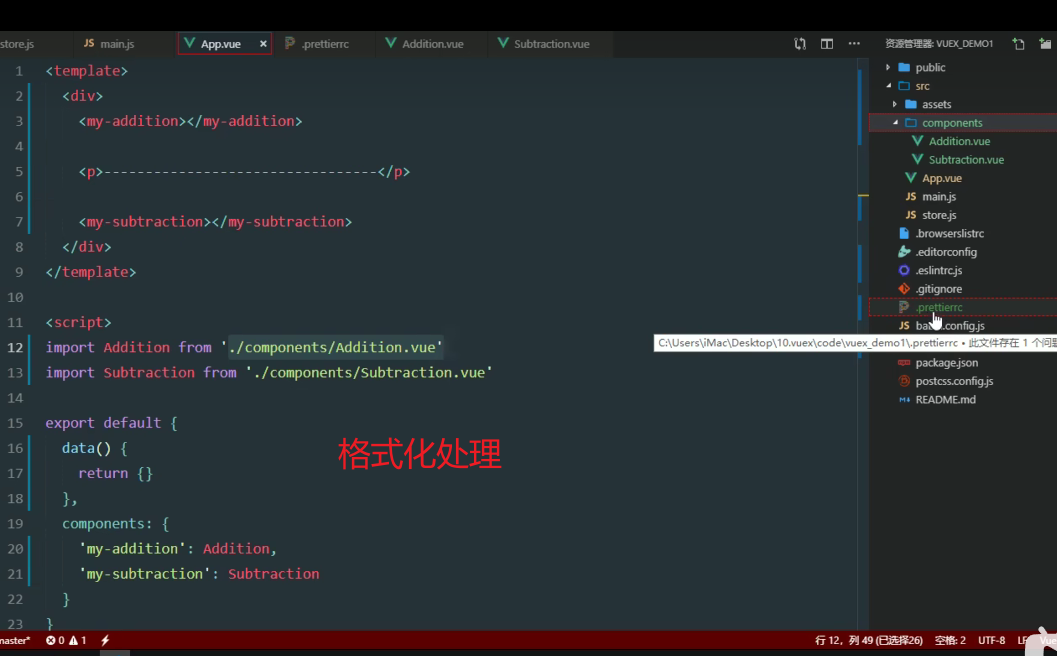 store.js
main.js
App.vue ×
.prettierrc
Addition.vue
Subtraction.vue
资源管理器: VUEX_DEMO1
1 <template>
2 <div>
3 <my-addition></my-addition>
4
5 <p>---------------------------------</p>
6
7 <my-subtraction></my-subtraction>
8 </div>
9 </template>
10
11 <script>
12 import Addition from './components/Addition.vue'
13 import Subtraction from './components/Subtraction.vue'
14
15 export default {
16 data() {
17 return {}
18 },
19 components: {
20 'my-addition': Addition,
21 'my-subtraction': Subtraction
22 }
23 }
格式化处理
public
src
assets
components
Addition.vue
Subtraction.vue
App.vue
JS main.js
JS store.js
.browserslistrc
.editorconfig
.eslintrc.js
.gitignore
.prettierrc
JS config.js
C:\Users\iMac\Desktop\10.vuex\code\vuex_demo1\.prettierrc • 此文件存在 1 个问题
package.json
postcss.config.js
README.md
master* 0 1
行 12，列 49 (已选择26) 空格: 2 UTF-8 LF Vue